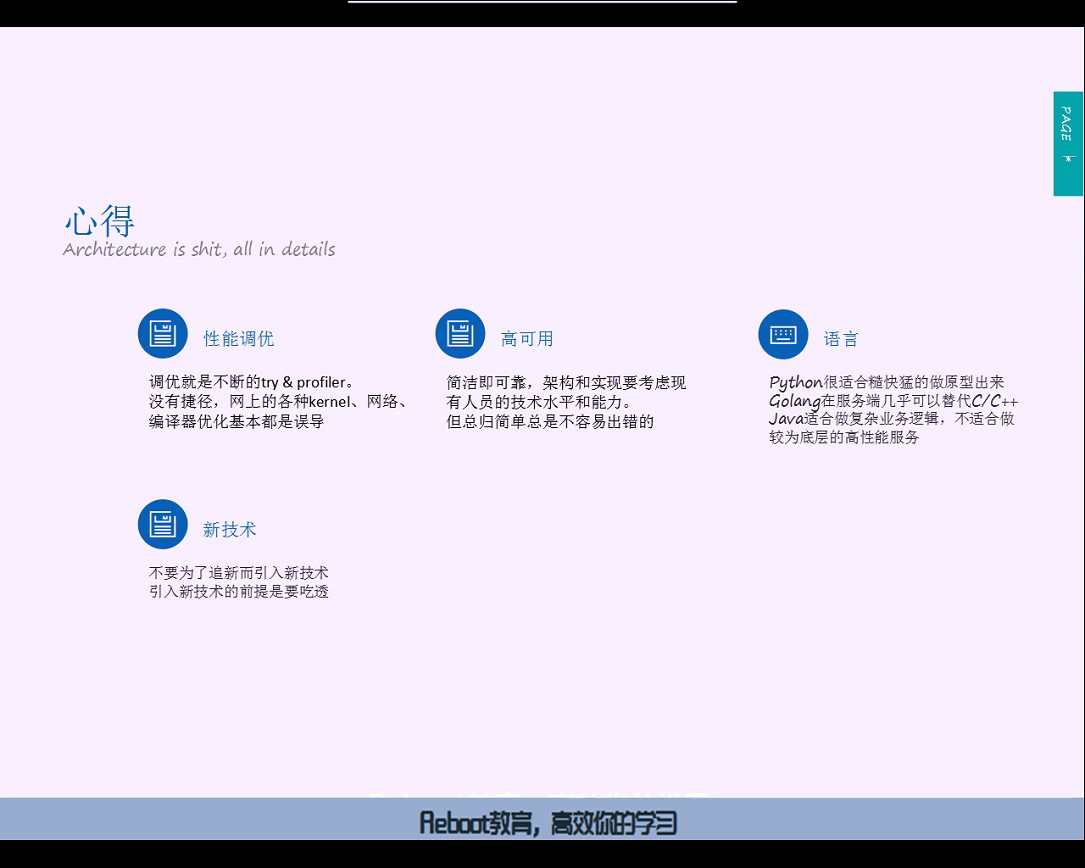 PAGE *
心得
Architecture is shit, all in details
性能调优
调优就是不断的try & profiler。
没有捷径，网上的各种kernel、网络、
编译器优化基本都是误导
高可用
简洁即可靠，架构和实现要考虑现
有人员的技术水平和能力。
但总归简单总是不容易出错的
语言
Python很适合糙快猛的做原型出来
Golang在服务端几乎可以替代C/C++
Java适合做复杂业务逻辑，不适合做
较为底层的高性能服务
新技术
不要为了追新而引入新技术
引入新技术的前提是要吃透
Reboot教育，高效你的学习